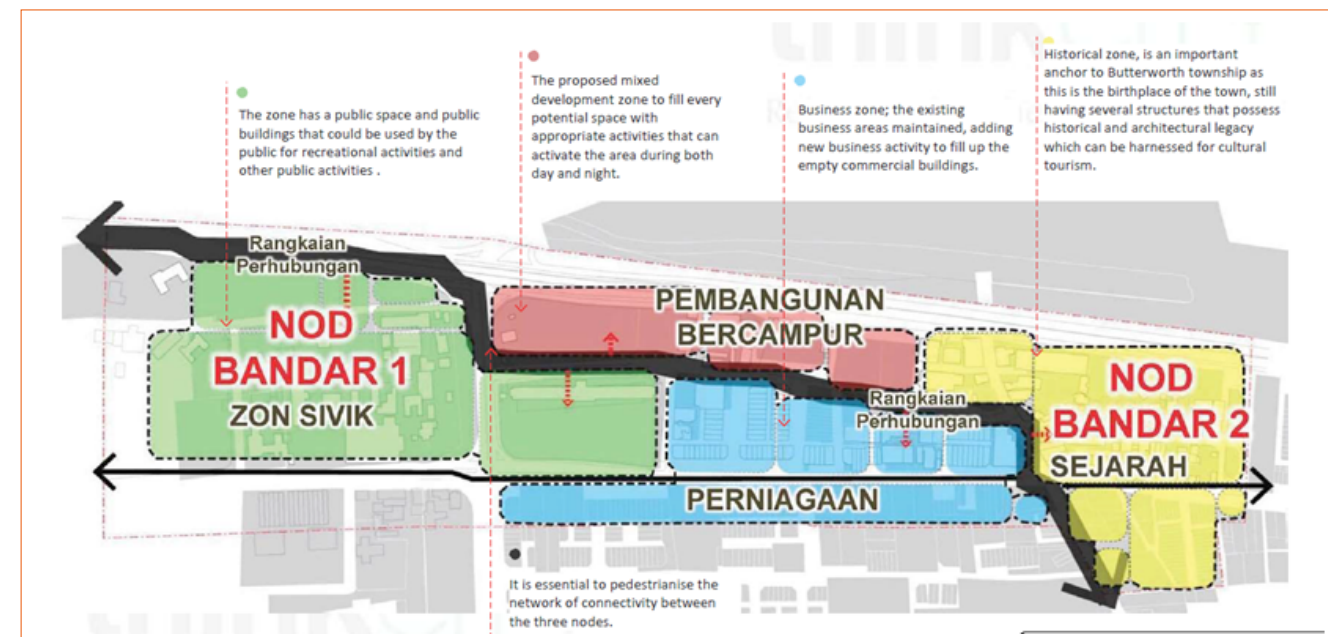 The zone has a public space and public
buildings that could be used by the
public for recreational activities and
other public activities .
The proposed mixed
development zone to fill every
potential space with
appropriate activities that can
activate the area during both
day and night.
Business zone; the existing
business areas maintained, adding
new business activity to fill up the
empty commercial buildings.
Historical zone, is an important
anchor to Butterworth township as
this is the birthplace of the town, still
having several structures that possess
historical and architectural legacy
which can be harnessed for cultural
tourism.
Rangkaian
Perhubungan
NOD
BANDAR 1
ZON SIVIK
PEMBANGUNAN
BERCAMPUR
Rangkaian
Perhubungan
NOD
BANDAR 2
SEJARAH
PERNIAGAAN
It is essential to pedestrianise the
network of connectivity between
the three nodes.